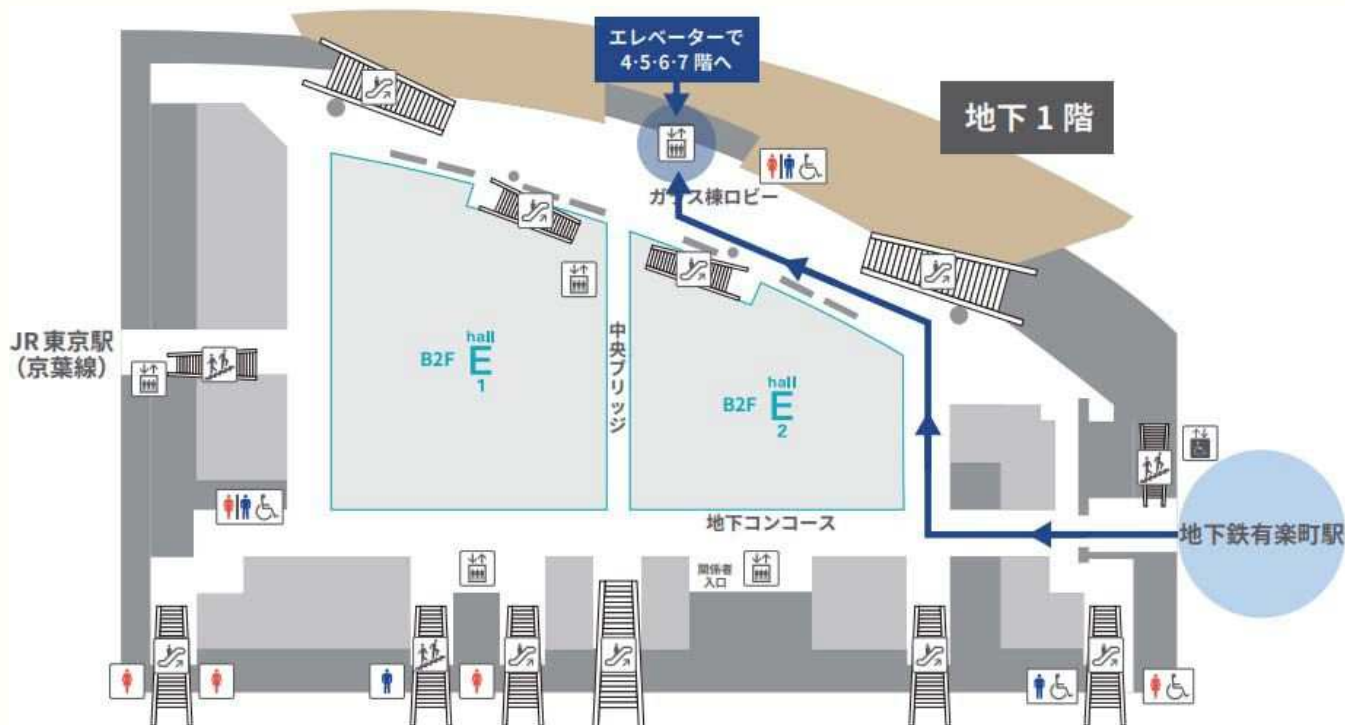 エレベーターで
4·5·6·7 階へ
地下 1 階
ガラス棟ロビー
JR 東京駅
（京葉線）
B2F
hall
E
1
中央ブリッジ
B2F
hall
E
2
地下コンコース
地下鉄有楽町駅
関係者
入口